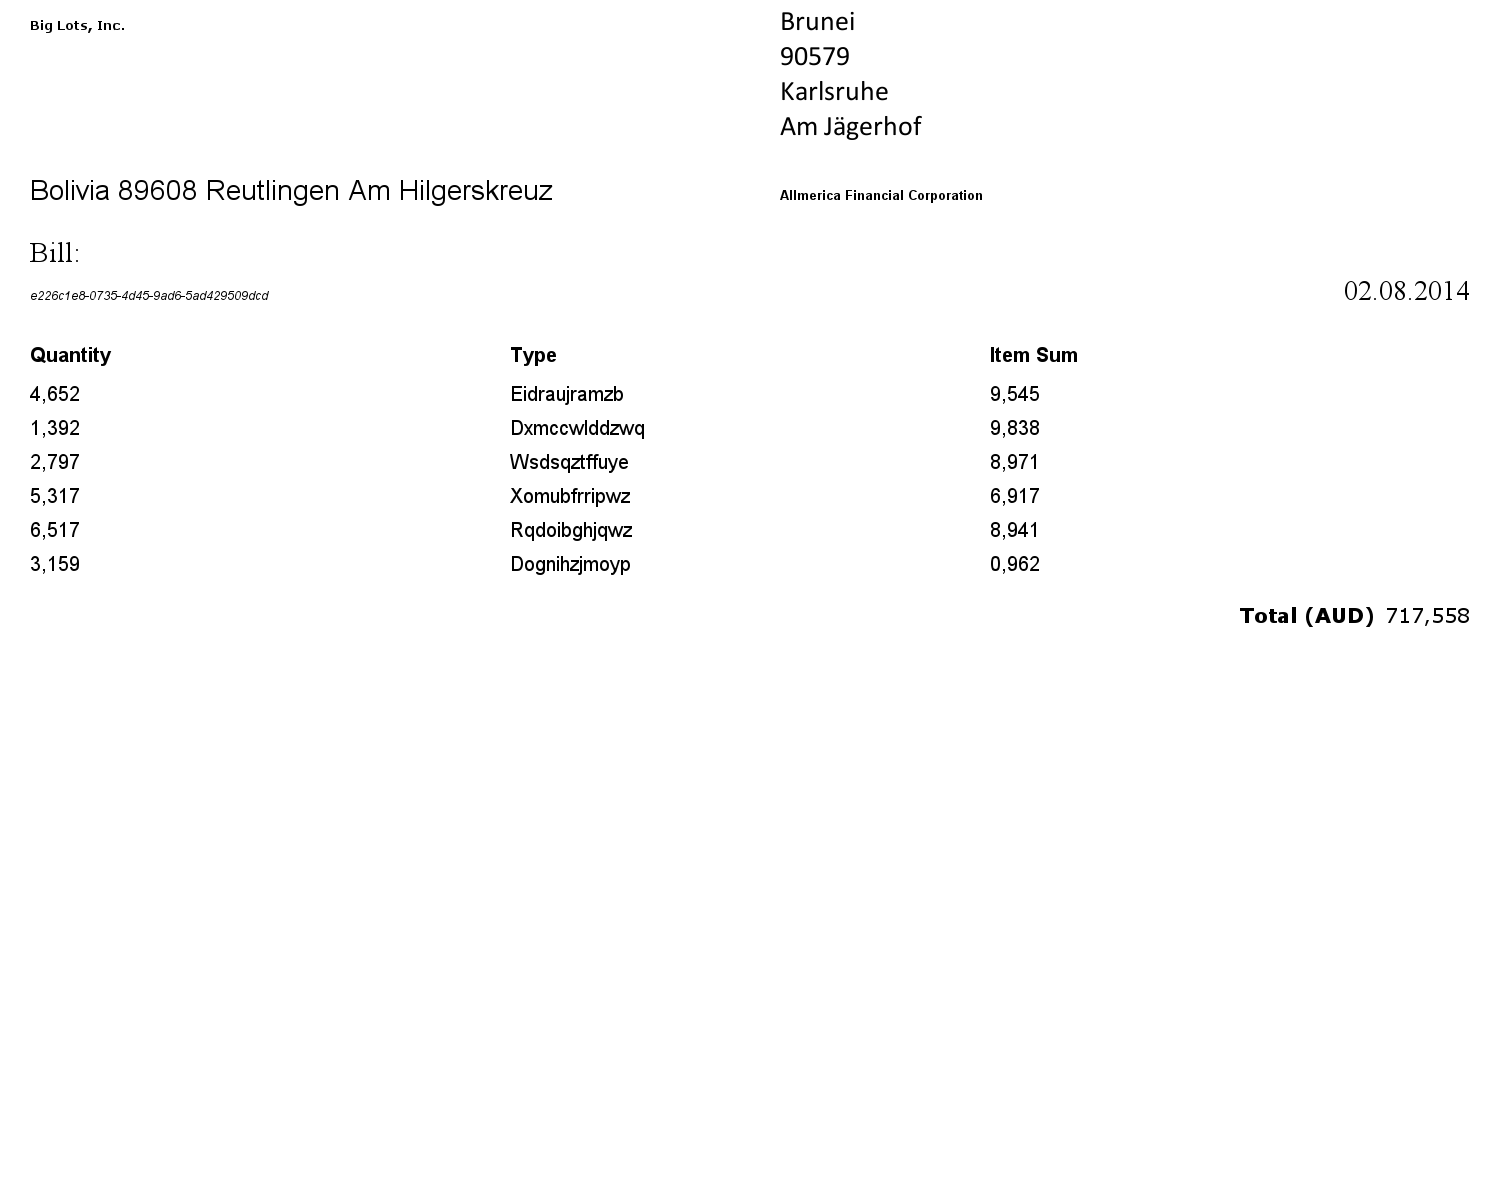 Big Lots, Inc.
Brunei
90579
Karlsruhe
Am Jägerhof
Bolivia 89608 Reutlingen Am Hilgerskreuz
Allmerica Financial Corporation
Bill:
e226c1e8-0735-4d45-9ad6-5ad429509dcd
02.08.2014
Quantity Type Item Sum
4,652 Eidraujramzb 9,545
1,392 Dxmccwlddzwq 9,838
2,797 Wsdsqztffuye 8,971
5,317 Xomubfrripwz 6,917
6,517 Rqdoibghjqwz 8,941
3,159 Dognihzjmoyp 0,962
Total (AUD) 717,558